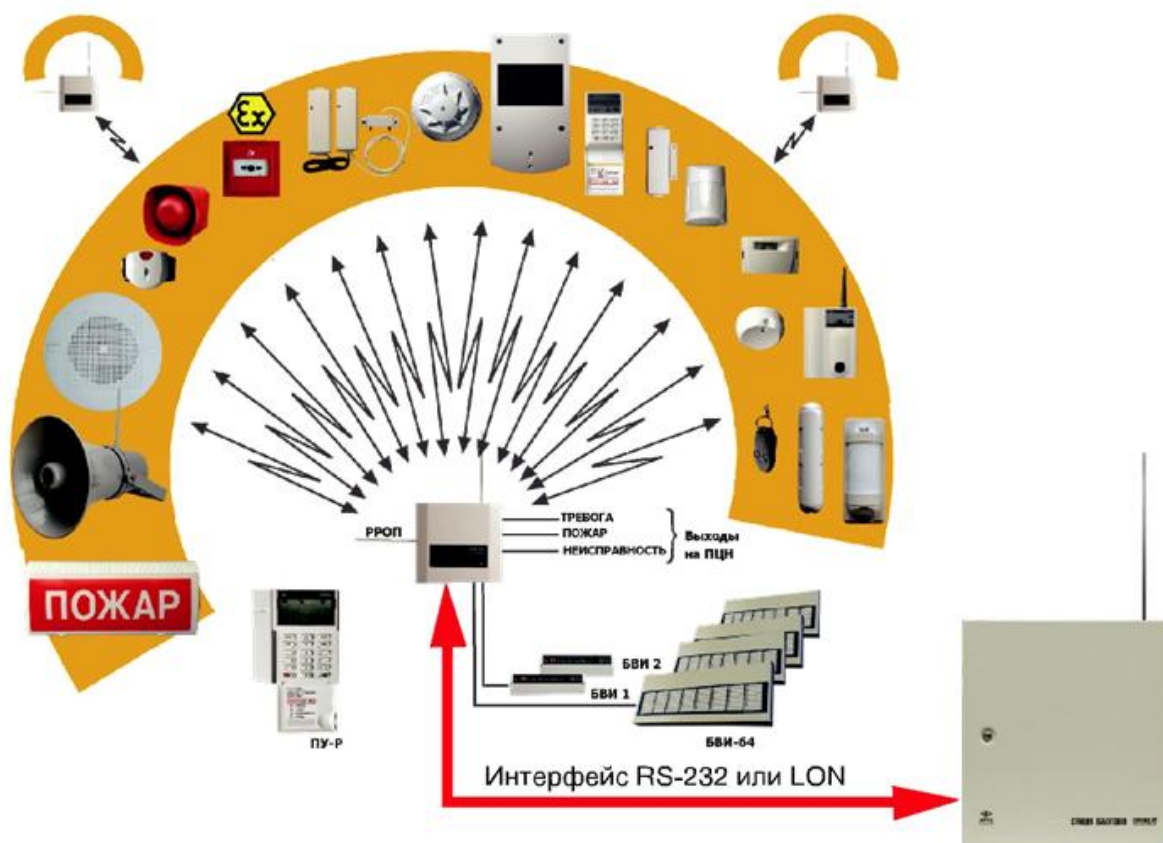 Ex
РРОП
ТРЕВОГА
ПОЖАР
НЕИСПРАВНОСТЬ
Выходы
на ПЦН
ПОЖАР
ПУ-Р
БВИ 2
БВИ 1
БВИ-64
Интерфейс RS-232 или LON